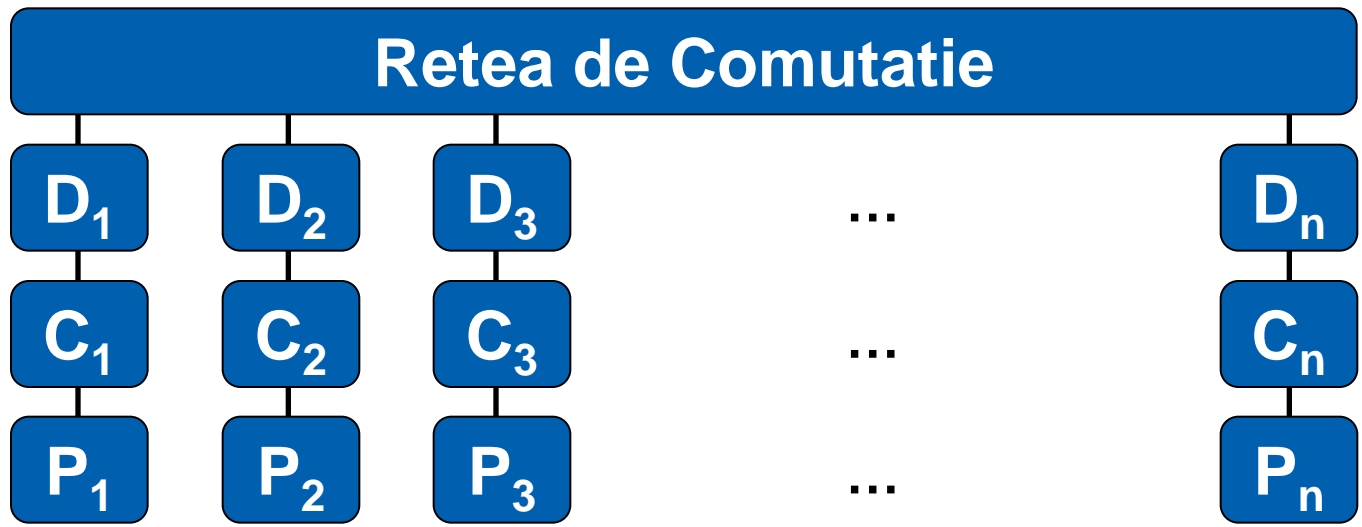 Retea de Comutatie
D1 D2 D3 ... Dn
C1 C2 C3 ... Cn
P1 P2 P3 ... Pn